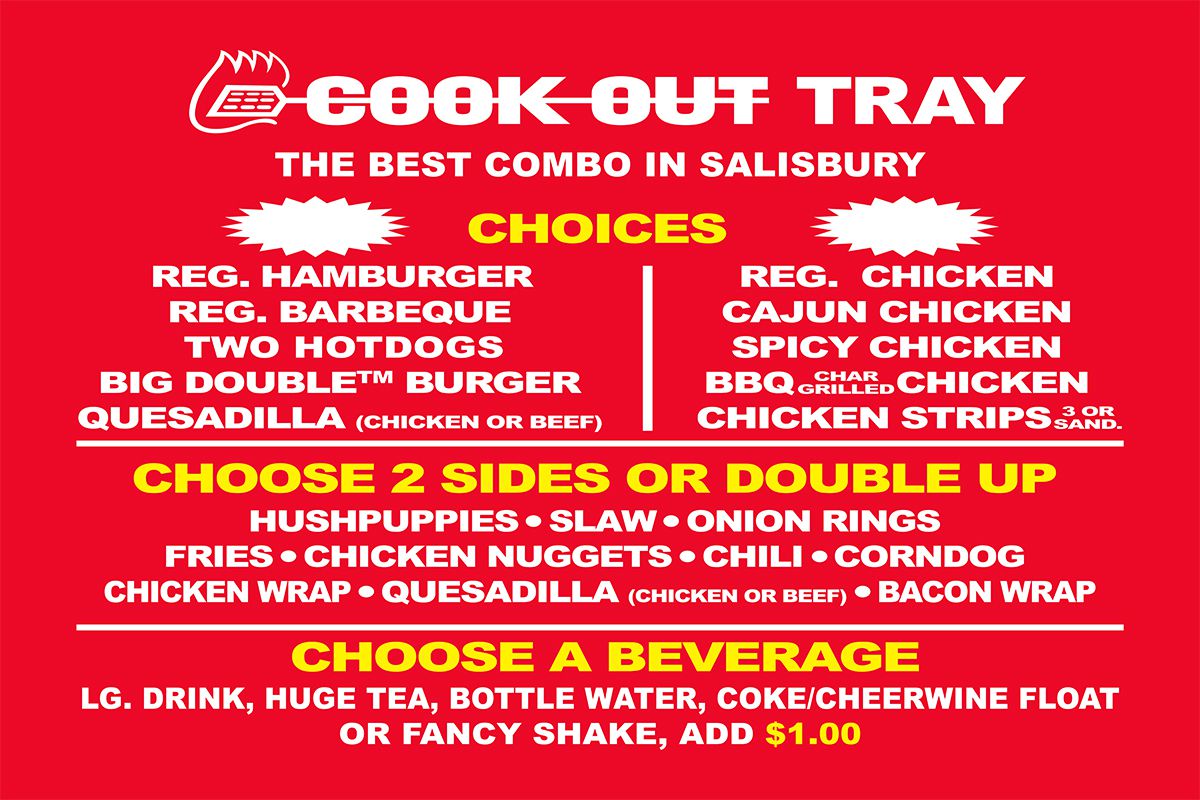 COOK OUT TRAY
THE BEST COMBO IN SALISBURY
CHOICES
REG. HAMBURGER
REG. BARBEQUE
TWO HOTDOGS
BIG DOUBLE™ BURGER
QUESADILLA (CHICKEN OR BEEF)
REG. CHICKEN
CAJUN CHICKEN
SPICY CHICKEN
BBQ CHAR GRILLED CHICKEN
CHICKEN STRIPS 3 OR SAND.
CHOOSE 2 SIDES OR DOUBLE UP
HUSHPUPPIES • SLAW • ONION RINGS
FRIES • CHICKEN NUGGETS • CHILI • CORNDOG
CHICKEN WRAP • QUESADILLA (CHICKEN OR BEEF) • BACON WRAP
CHOOSE A BEVERAGE
LG. DRINK, HUGE TEA, BOTTLE WATER, COKE/CHEERWINE FLOAT
OR FANCY SHAKE, ADD $1.00